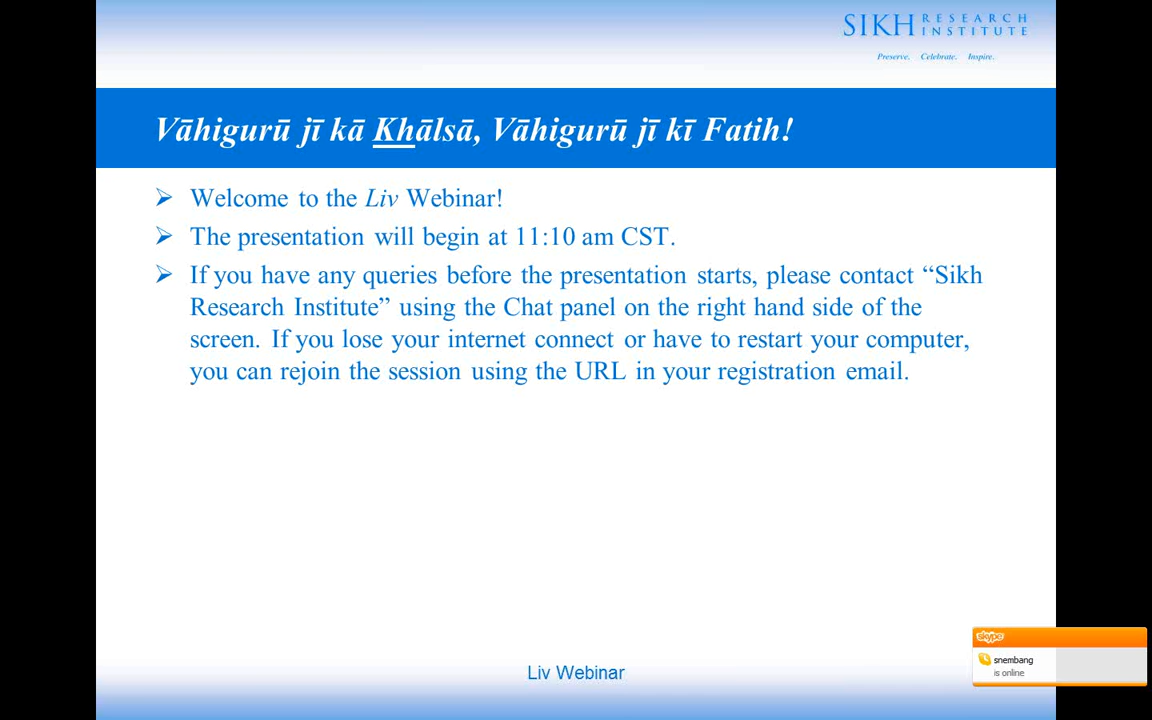 SIKH RESEARCH INSTITUTE
Preserve. Celebrate. Inspire.
Vāhigurū jī kā Khālsā, Vāhigurū jī kī Fatih!
➢ Welcome to the Liv Webinar!
➢ The presentation will begin at 11:10 am CST.
➢ If you have any queries before the presentation starts, please contact “Sikh
Research Institute” using the Chat panel on the right hand side of the
screen. If you lose your internet connect or have to restart your computer,
you can rejoin the session using the URL in your registration email.
Liv Webinar
skype
snembang
is online